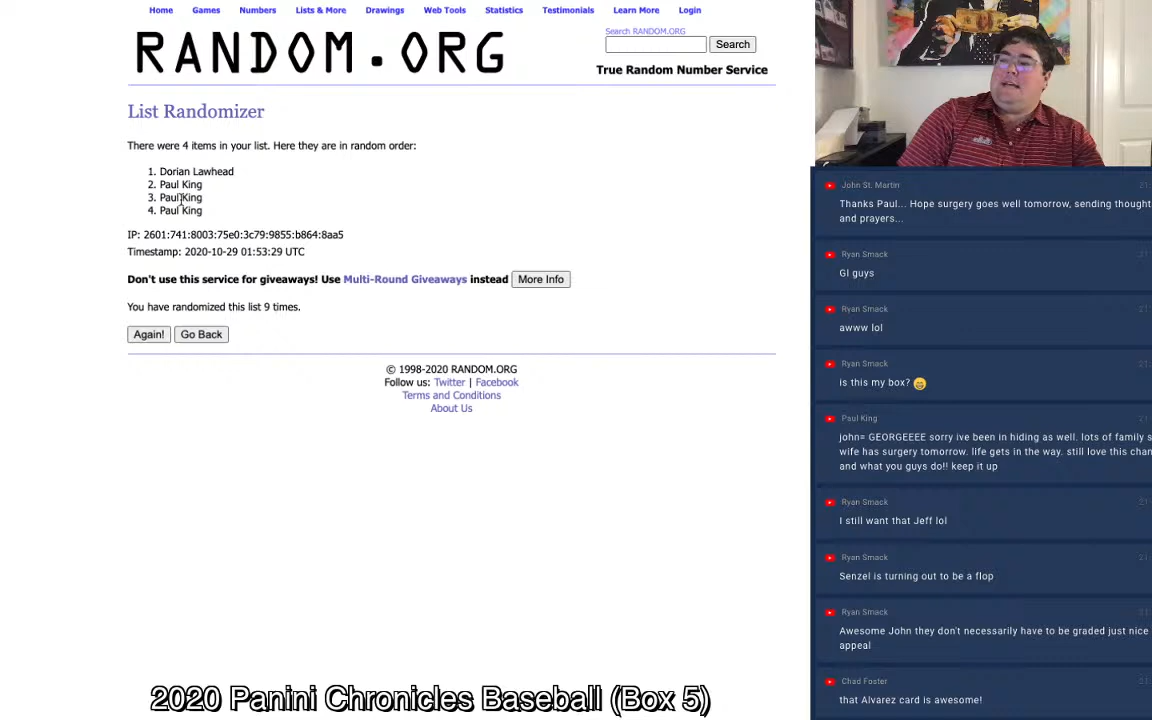 Home Games Numbers Lists & More Drawings Web Tools Statistics Testimonials Learn More Login
RANDOM.ORG
Search RANDOM.ORG
Search
True Random Number Service
List Randomizer
There were 4 items in your list. Here they are in random order:
1. Dorian Lawhead
2. Paul King
3. Paul King
4. Paul King
IP: 2601:741:8003:75e0:3c79:9855:b864:8aa5
Timestamp: 2020-10-29 01:53:29 UTC
Don't use this service for giveaways! Use Multi-Round Giveaways instead More Info
You have randomized this list 9 times.
Again! Go Back
© 1998-2020 RANDOM.ORG
Follow us: Twitter | Facebook
Terms and Conditions
About Us
John St. Martin 21:
Thanks Paul... Hope surgery goes well tomorrow, sending thought
and prayers...
Ryan Smack 21:
Gl guys
Ryan Smack 21:
awww lol
Ryan Smack 21:
is this my box? 😄
Paul King 21:
john= GEORGEEEE sorry ive been in hiding as well. lots of family s
wife has surgery tomorrow. life gets in the way. still love this chan
and what you guys do!! keep it up
Ryan Smack 21:
I still want that Jeff lol
Ryan Smack 21:
Senzel is turning out to be a flop
Ryan Smack 21:
Awesome John they don't necessarily have to be graded just nice
appeal
Chad Foster 21:
that Alvarez card is awesome!
2020 Panini Chronicles Baseball (Box 5)